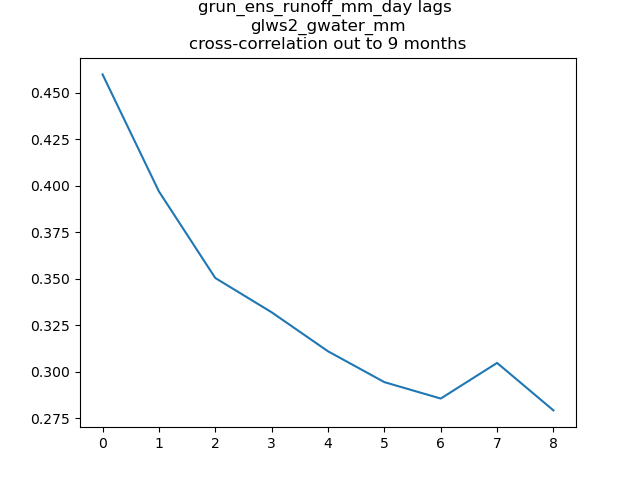 grun_ens_runoff_mm_day lags
glws2_gwater_mm
cross-correlation out to 9 months
0.450
0.425
0.400
0.375
0.350
0.325
0.300
0.275
0 1 2 3 4 5 6 7 8